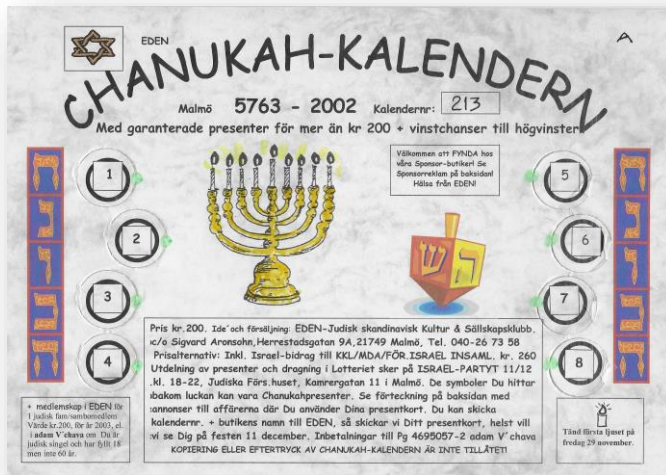 EDEN
A
CHANUKAH-KALENDERN
Malmö 5763 - 2002 Kalendernr: 213
Med garanterade presenter för mer än kr 200 + vinstchanser till högvinster
Välkommen att FYNDA hos
våra Sponsor-butiker! Se
Sponsorreklam på baksidan!
Hälsa från EDEN!
1
2
3
4
5
6
7
8
ש ה
Pris kr.200. Ide´och försäljning: EDEN-Judisk skandinavisk Kultur & Sällskapsklubb.
c/o Sigvard Aronsohn,Herrestadsgatan 9A,21749 Malmö, Tel. 040-26 73 58
Prisalternativ: Inkl. Israel-bidrag till KKL/MDA/FÖR.ISRAEL INSAML. kr. 260
Utdelning av presenter och dragning i Lotteriet sker på ISRAEL-PARTYT 11/12
.kl. 18-22, Judiska Förs.huset, Kamrergatan 11 i Malmö. De symboler Du hittar
bakom luckan kan vara Chanukahpresenter. Se förteckning på baksidan med
annonser till affärerna där Du använder Dina presentkort. Du kan skicka
kalendernr. + butikens namn till EDEN, så skickar vi Ditt presentkort, helst vill
vi se Dig på festen 11 december. Inbetalningar till Pg 4695057-2 adam V´chava
KOPIERING ELLER EFTERTRYCK AV CHANUKAH-KALENDERN ÄR INTE TILLÅTET!
+ medlemskap i EDEN för
1 judisk fam/sambomedlem
Värde kr.200, för år 2003, el.
i adam V´chava om Du är
judisk singel och har fyllt 18
men inte 60 år.
Tänd första ljuset på
fredag 29 november.